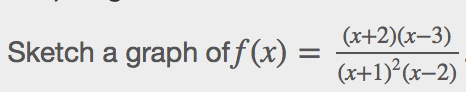 Sketch a graph of f(x) = (x+2)(x−3) / (x+1)²(x−2)